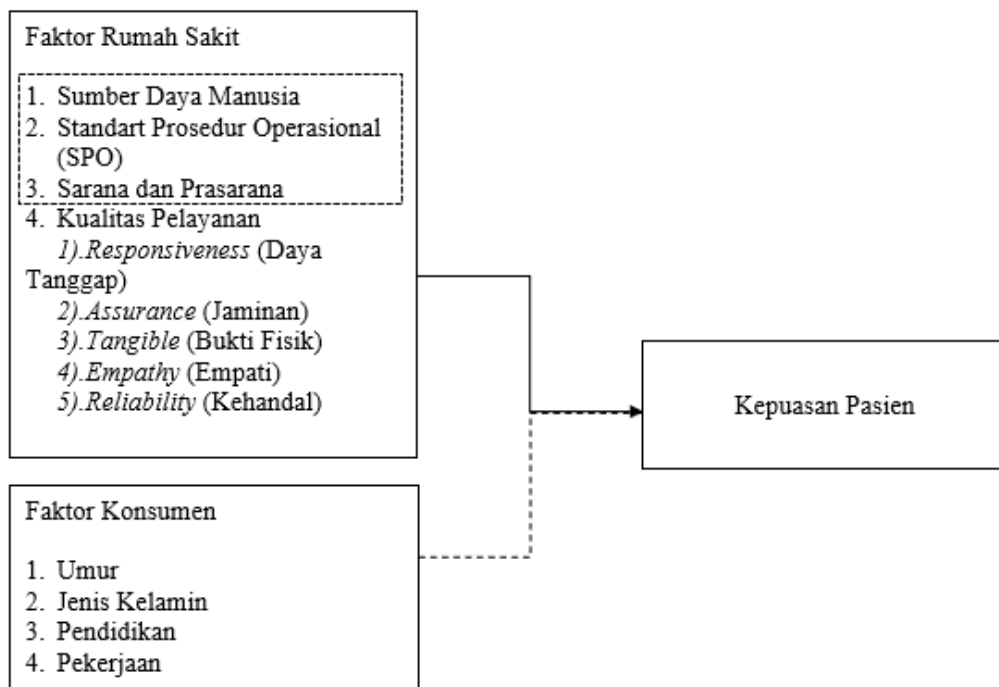 Faktor Rumah Sakit
1. Sumber Daya Manusia
2. Standart Prosedur Operasional
(SPO)
3. Sarana dan Prasarana
4. Kualitas Pelayanan
1).Responsiveness (Daya
Tanggap)
2).Assurance (Jaminan)
3).Tangible (Bukti Fisik)
4).Empathy (Empati)
5).Reliability (Kehandal)
Kepuasan Pasien
Faktor Konsumen
1. Umur
2. Jenis Kelamin
3. Pendidikan
4. Pekerjaan